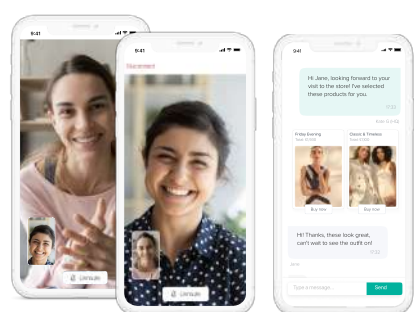 9:41
9:41
9:41
Hi Jane, looking forward to your
visit to the store! I've selected
these products for you.
Friday Evening
Classic & Timeless
Buy now
Buy now
Hi! Thanks, these look great,
can't wait to see the outfit on!
Type a message...
Send